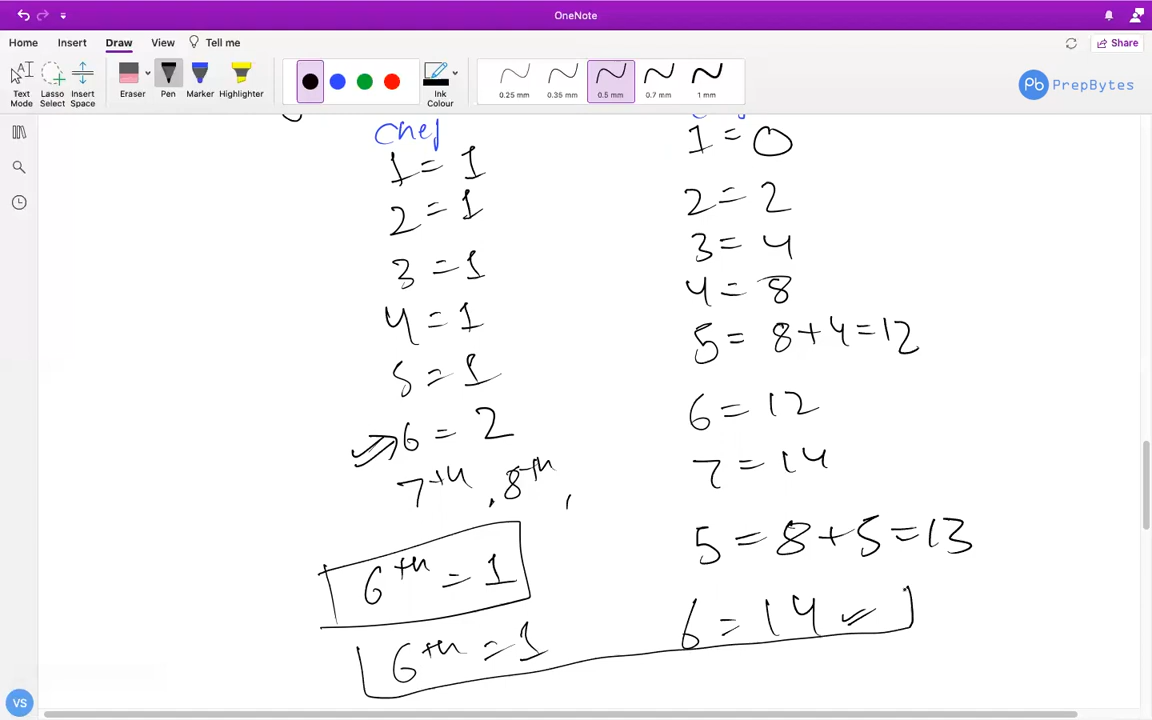 OneNote
Home Insert Draw View Tell me
Share
Text Mode
Lasso Select
Insert Space
Eraser
Pen
Marker
Highlighter
Ink Colour
0.25 mm
0.35 mm
0.5 mm
0.7 mm
1 mm
Pb PrepBytes
Chef
1 = 1
2 = 1
3 = 1
4 = 1
5 = 1
6 = 2
7th , 8th ,
6th = 1
6th = 1
1 = 0
2 = 2
3 = 4
4 = 8
5 = 8+4=12
6 = 12
7 = 14
5 = 8+5=13
6 = 14
VS